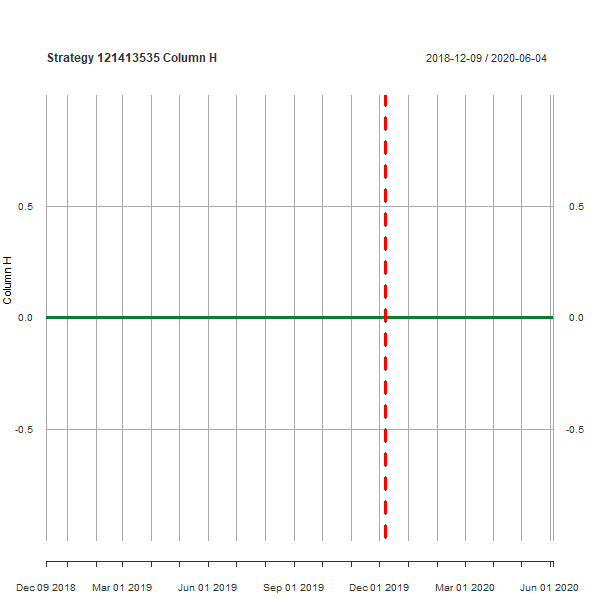 Strategy 121413535 Column H
2018-12-09 / 2020-06-04
0.5 0.5
Column H
0.0 0.0
-0.5 -0.5
Dec 09 2018 Mar 01 2019 Jun 01 2019 Sep 01 2019 Dec 01 2019 Mar 01 2020 Jun 01 2020